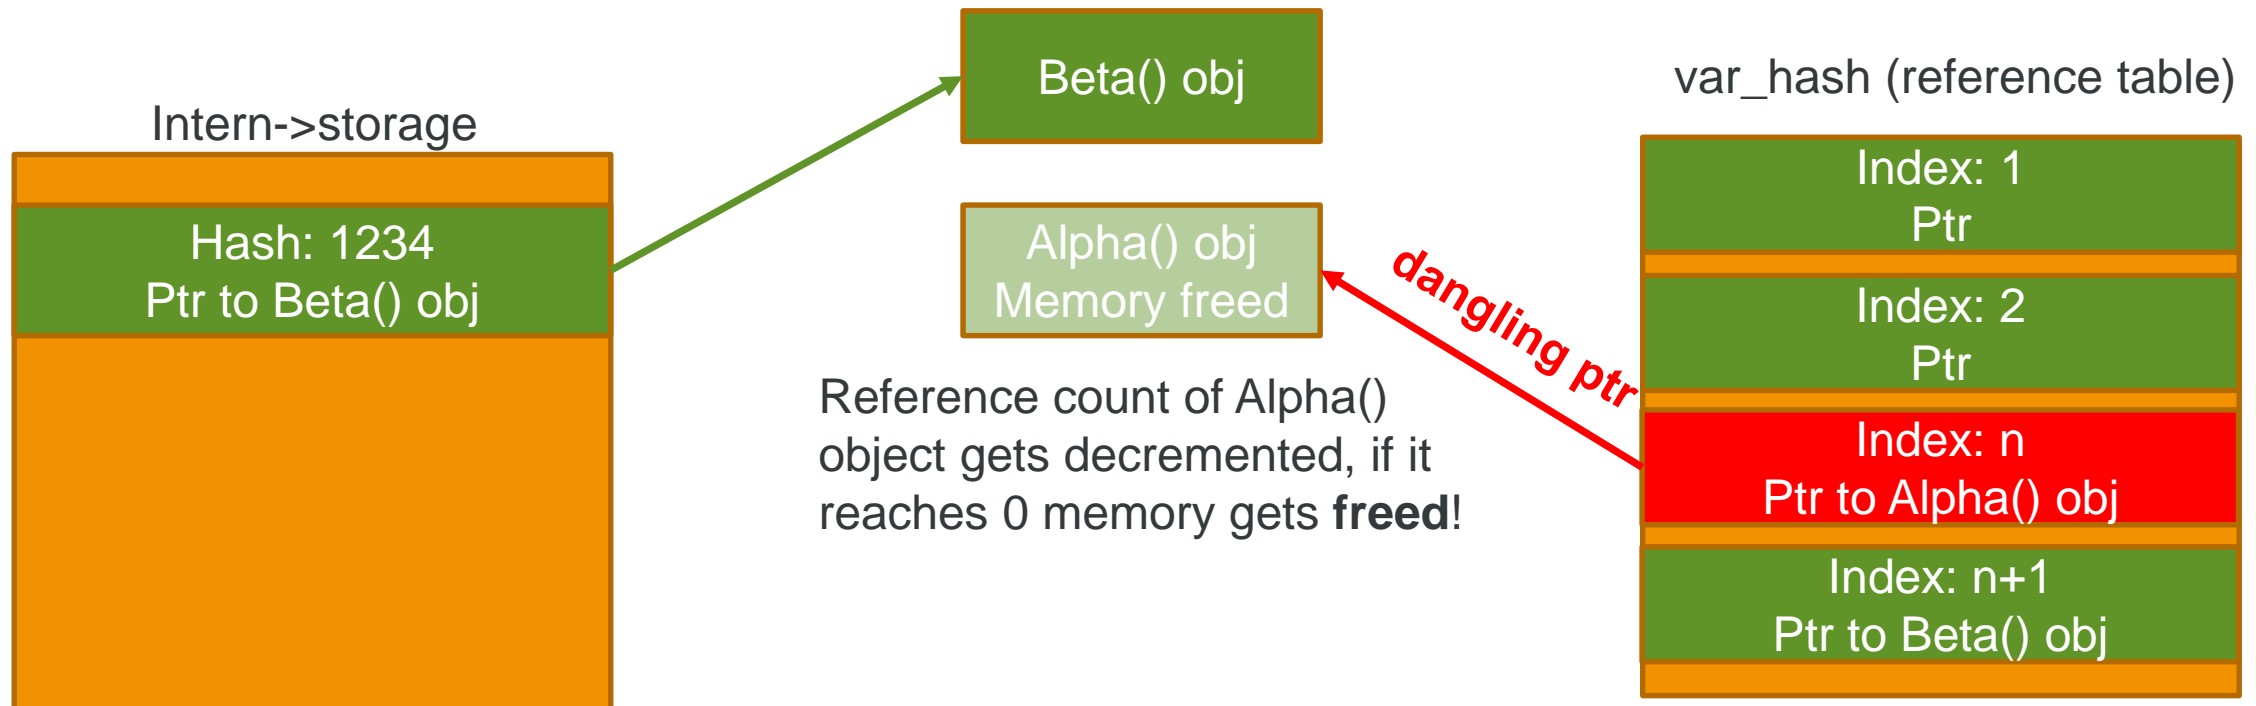 Intern->storage
Hash: 1234
Ptr to Beta() obj
Beta() obj
Alpha() obj
Memory freed
Reference count of Alpha()
object gets decremented, if it
reaches 0 memory gets freed!
dangling ptr
var_hash (reference table)
Index: 1
Ptr
Index: 2
Ptr
Index: n
Ptr to Alpha() obj
Index: n+1
Ptr to Beta() obj